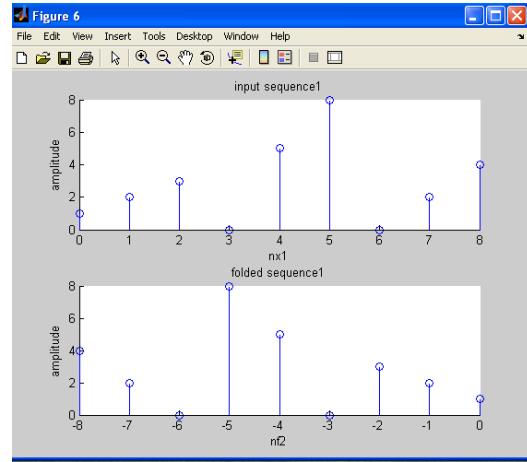 Figure 6
File Edit View Insert Tools Desktop Window Help
input sequence1
8
6
4
2
0
amplitude
0 1 2 3 4 5 6 7 8
nx1
folded sequence1
8
6
4
2
0
amplitude
-8 -7 -6 -5 -4 -3 -2 -1 0
nf2